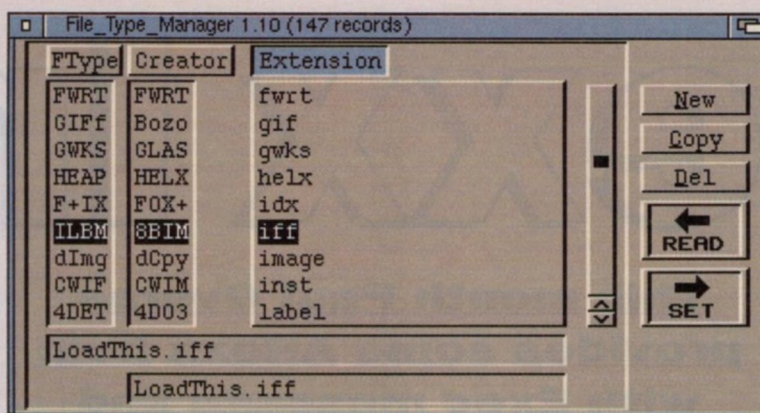 File_Type_Manager 1.10 (147 records)
FType Creator Extension
FWRT FWRT fwrt
GIFf Bozo gif
GWKS GLAS gwks
HEAP HELX helx
F+IX FOX+ idx
ILBM 8BIM iff
dImg dCpy image
CWIF CWIM inst
4DET 4D03 label
New
Copy
Del
READ
SET
LoadThis.iff
LoadThis.iff